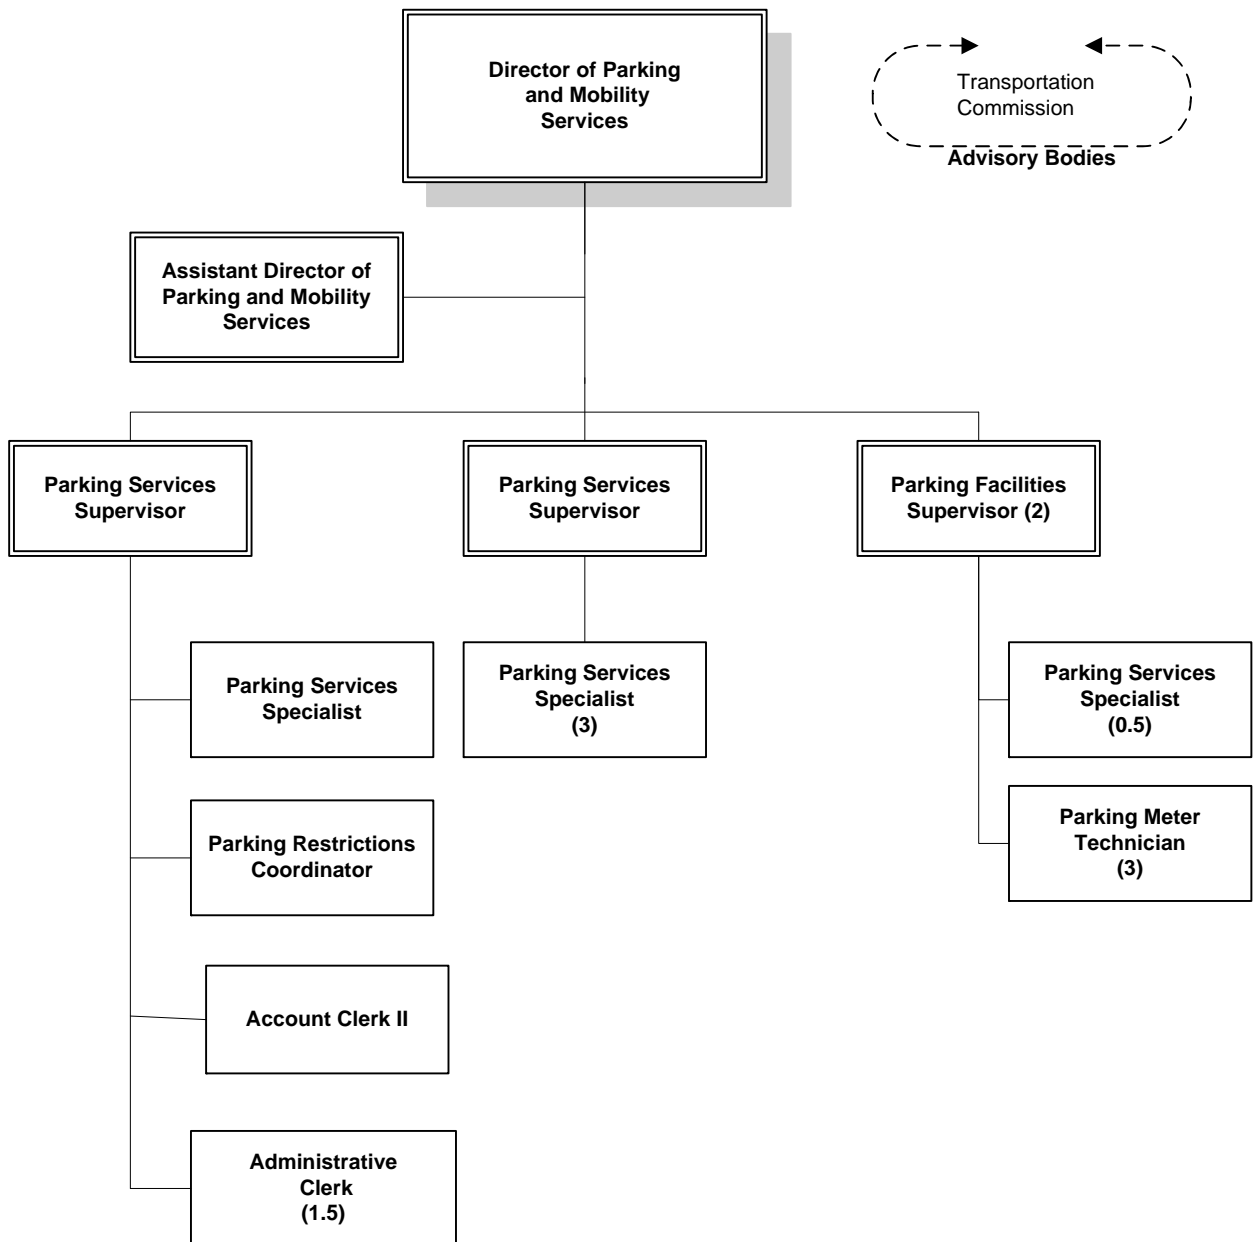 Director of Parking
and Mobility
Services
Transportation
Commission
Advisory Bodies
Assistant Director of
Parking and Mobility
Services
Parking Services
Supervisor
Parking Services
Supervisor
Parking Facilities
Supervisor (2)
Parking Services
Specialist
Parking Services
Specialist
(3)
Parking Services
Specialist
(0.5)
Parking Restrictions
Coordinator
Parking Meter
Technician
(3)
Account Clerk II
Administrative
Clerk
(1.5)